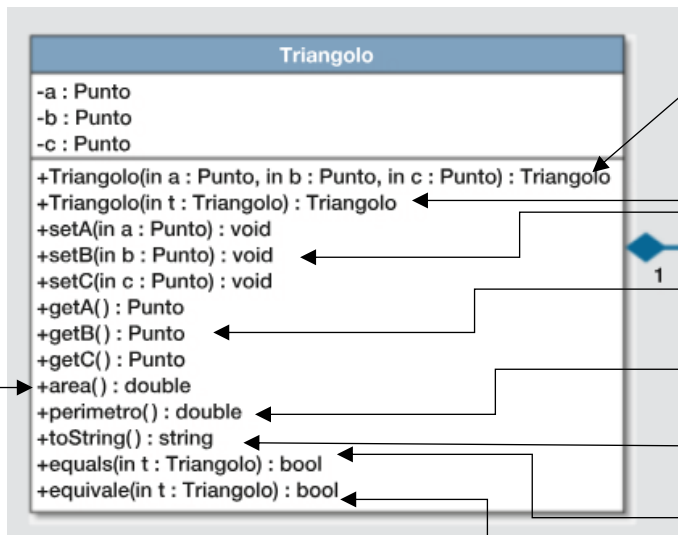 Triangolo
-a : Punto
-b : Punto
-c : Punto
+Triangolo(in a : Punto, in b : Punto, in c : Punto) : Triangolo
+Triangolo(in t : Triangolo) : Triangolo
+setA(in a : Punto) : void
+setB(in b : Punto) : void
+setC(in c : Punto) : void
1
+getA() : Punto
+getB() : Punto
+getC() : Punto
+area() : double
+perimetro() : double
+toString() : string
+equals(in t : Triangolo) : bool
+equivale(in t : Triangolo) : bool